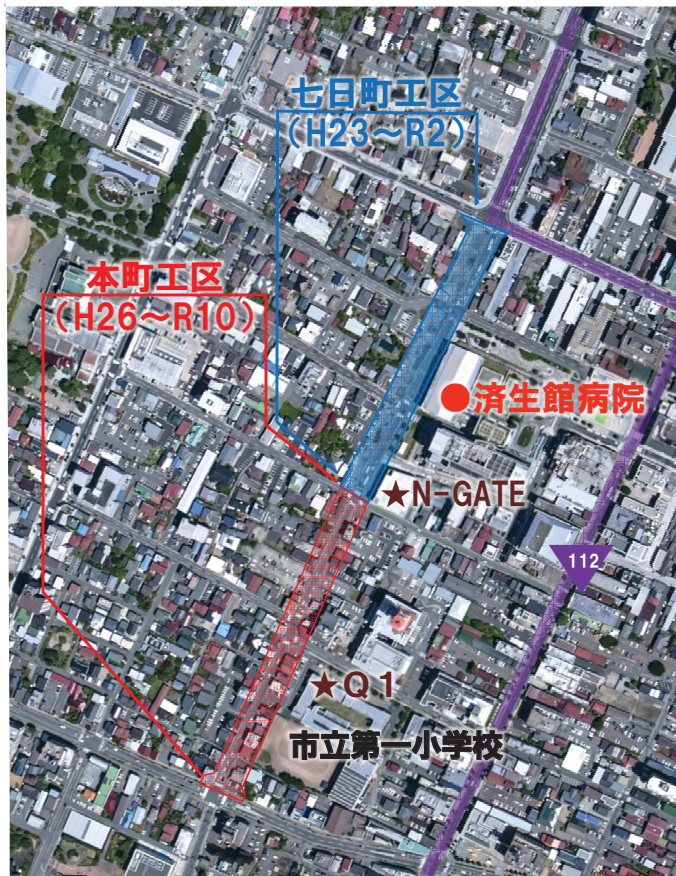 七日町工区
(H23～R2)
本町工区
(H26～R10)
●済生館病院
★N-GATE
112
★Q1
市立第一小学校